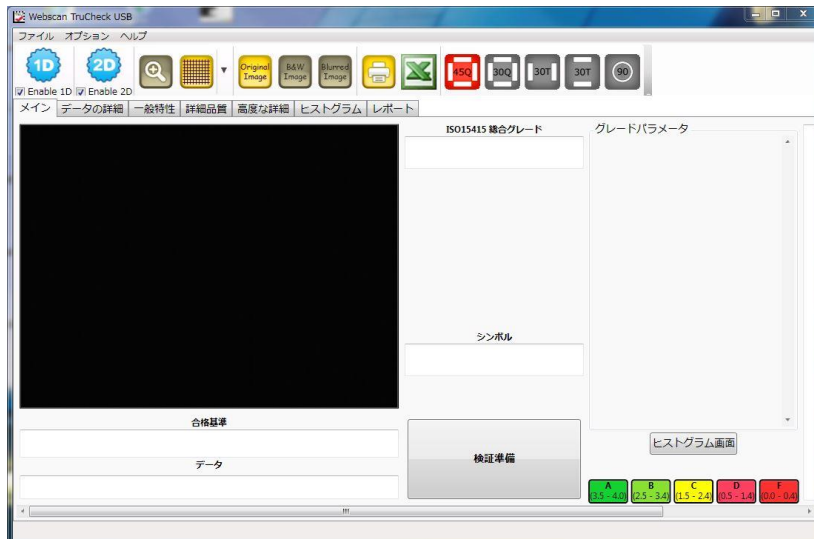 Webscan TruCheck USB
ファイル オプション ヘルプ
1D 2D Original Image B&W Image Blurred Image 45Q 30Q 30T 30T 90
Enable 1D Enable 2D
メイン データの詳細 一般特性 詳細品質 高度な詳細 ヒストグラム レポート
ISO15415 総合グレード
グレードパラメータ
シンボル
合格基準
データ
検証準備
ヒストグラム画面
A B C D F
(3.5 - 4.0) (2.5 - 3.4) (1.5 - 2.4) (0.5 - 1.4) (0.0 - 0.4)